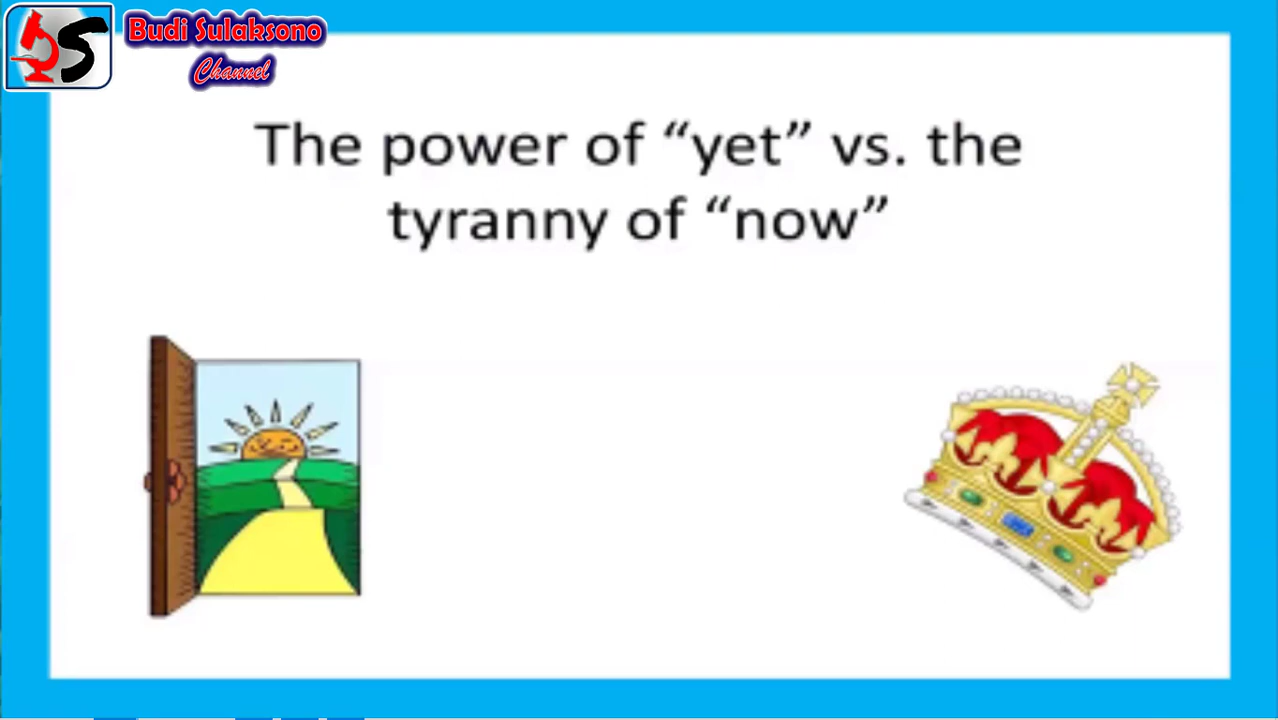 Budi Sulaksono
Channel
The power of “yet” vs. the
tyranny of “now”